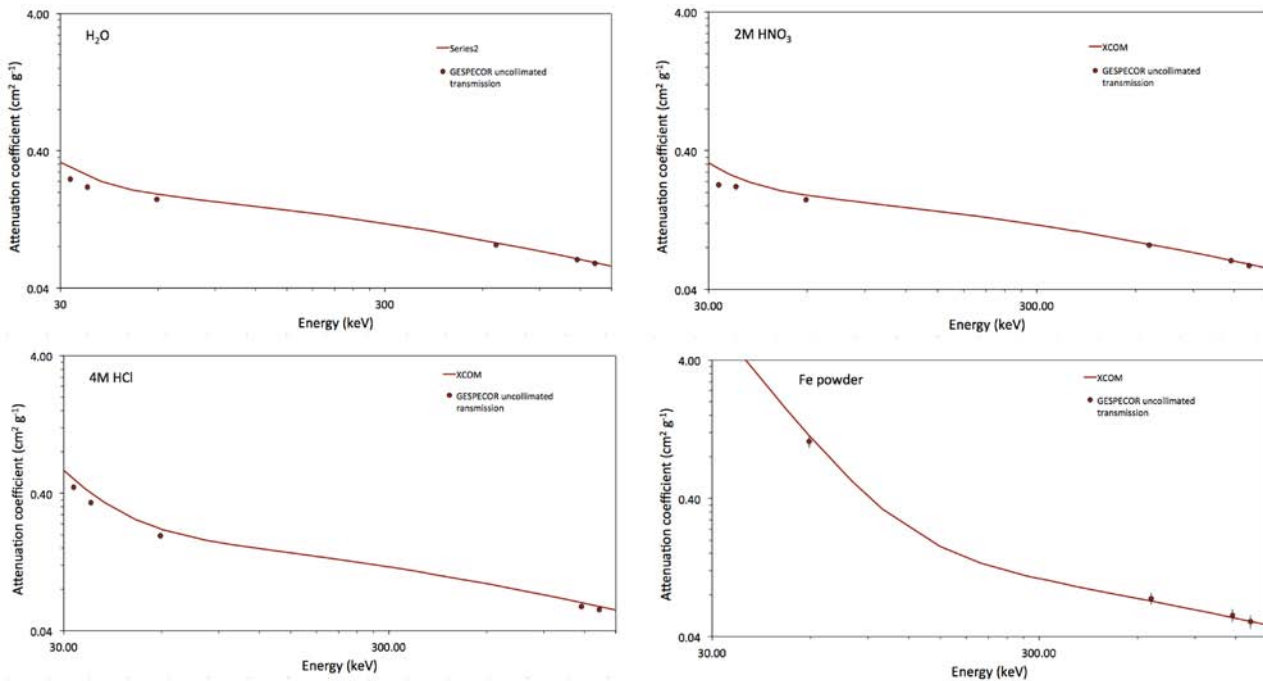 4.00
H₂O
Series2
GESPECOR uncollimated
transmission
Attenuation coefficient (cm² g⁻¹)
0.40
0.04
30
300
Energy (keV)
4.00
2M HNO₃
XCOM
GESPECOR uncollimated
transmission
Attenuation coefficient (cm² g⁻¹)
0.40
0.04
30.00
300.00
Energy (keV)
4.00
4M HCl
XCOM
GESPECOR uncollimated
ransmission
Attenuation coefficient (cm² g⁻¹)
0.40
0.04
30.00
300.00
Energy (keV)
4.00
Fe powder
XCOM
GESPECOR uncollimated
transmission
Attenuation coefficient (cm² g⁻¹)
0.40
0.04
30.00
300.00
Energy (keV)